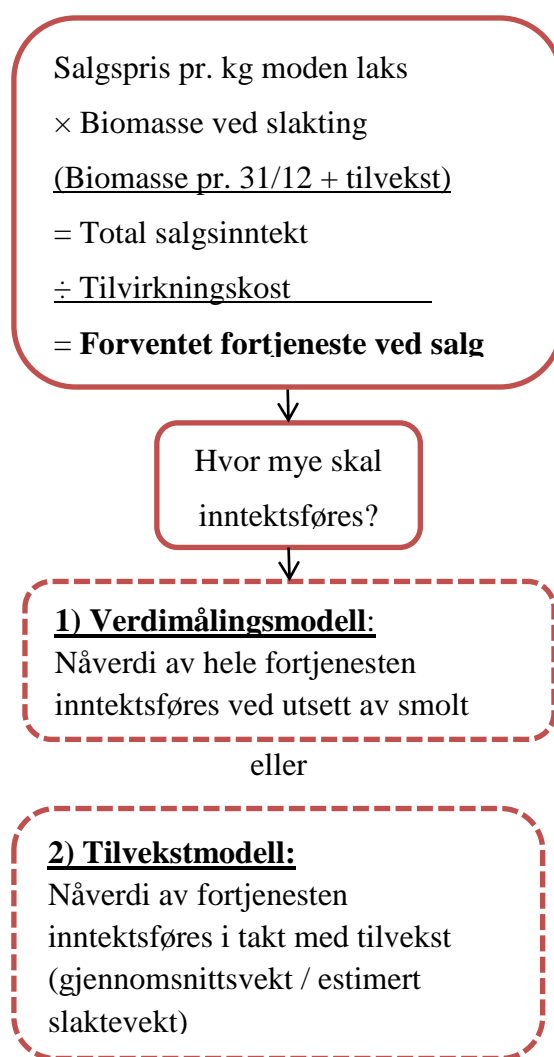 Salgspris pr. kg moden laks
× Biomasse ved slakting
(Biomasse pr. 31/12 + tilvekst)
= Total salgsinntekt
÷ Tilvirkningskost
= Forventet fortjeneste ved salg
Hvor mye skal
inntektsføres?
1) Verdimålingsmodell:
Nåverdi av hele fortjenesten
inntektsføres ved utsett av smolt
eller
2) Tilvekstmodell:
Nåverdi av fortjenesten
inntektsføres i takt med tilvekst
(gjennomsnittsvekt / estimert
slaktevekt)